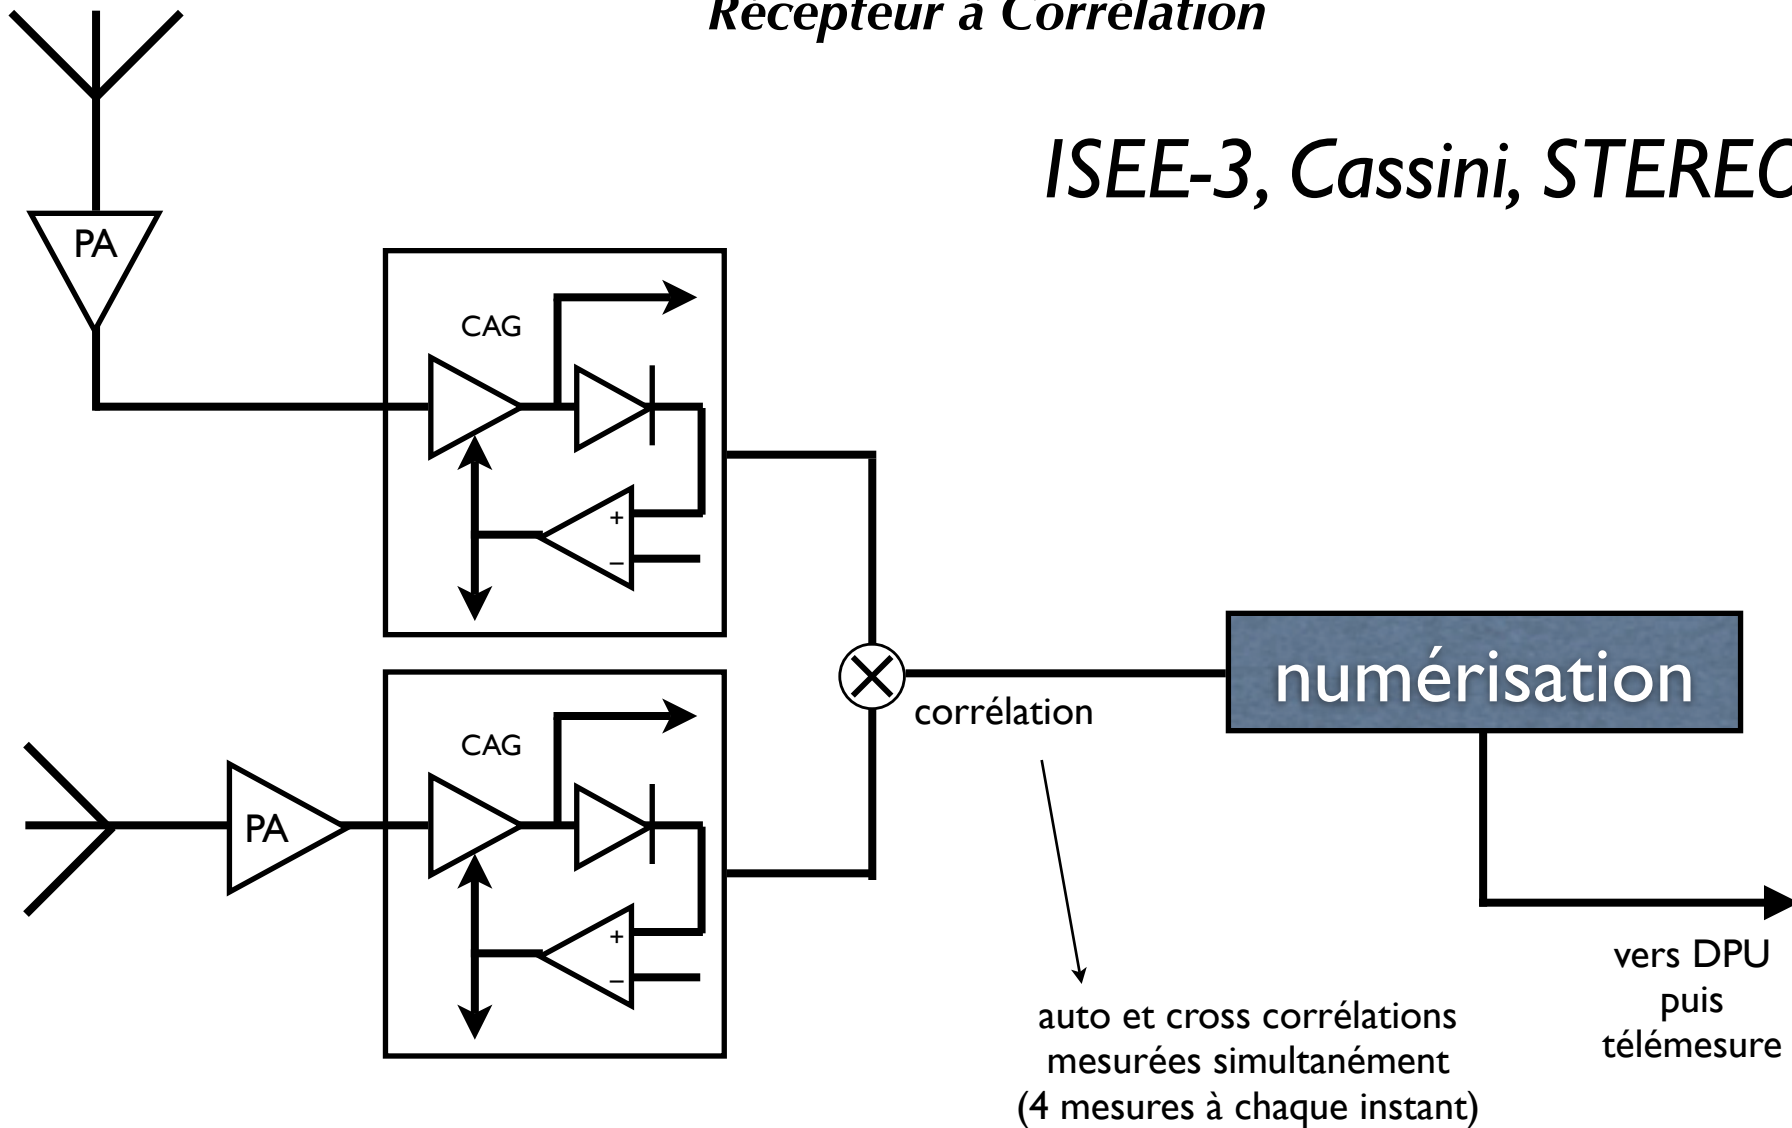 Récepteur à Corrélation
ISEE-3, Cassini, STEREO
PA
CAG
+
–
corrélation
numérisation
CAG
PA
+
–
vers DPU
puis
télémesure
auto et cross corrélations
mesurées simultanément
(4 mesures à chaque instant)